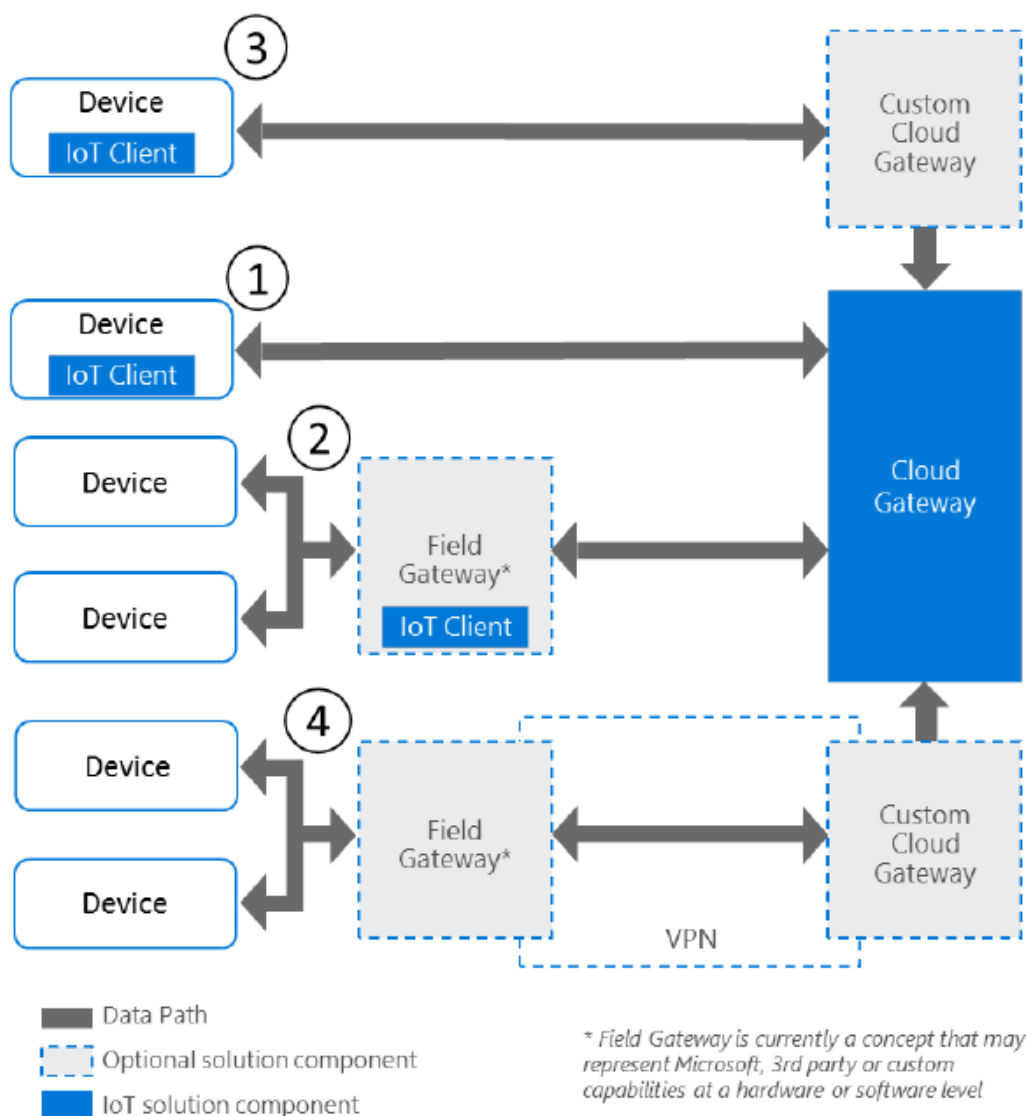 3
Device
IoT Client
Custom
Cloud
Gateway
1
Device
IoT Client
Cloud
Gateway
2
Device
Device
Field
Gateway*
IoT Client
4
Device
Device
Field
Gateway*
VPN
Custom
Cloud
Gateway
Data Path
Optional solution component
IoT solution component
* Field Gateway is currently a concept that may
represent Microsoft, 3rd party or custom
capabilities at a hardware or software level